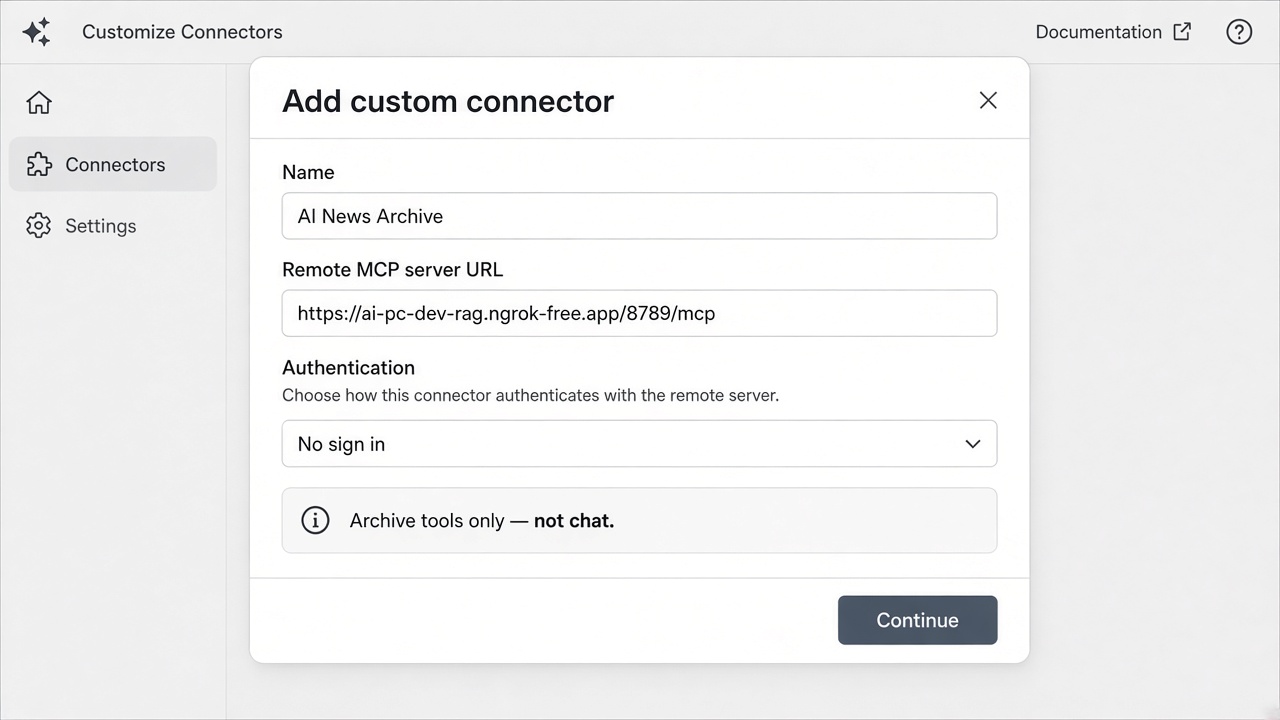 Customize Connectors
Documentation
Connectors
Settings
Add custom connector
Name
AI News Archive
Remote MCP server URL
https://ai-pc-dev-rag.ngrok-free.app/8789/mcp
Authentication
Choose how this connector authenticates with the remote server.
No sign in
Archive tools only — not chat.
Continue